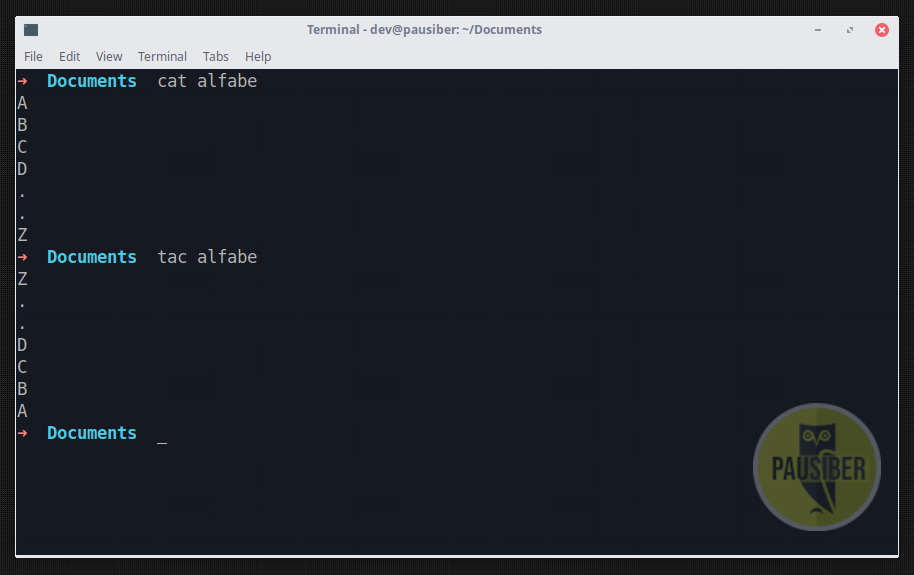 Terminal - dev@pausiber: ~/Documents
File Edit View Terminal Tabs Help
➜ Documents cat alfabe
A
B
C
D
.
.
Z
➜ Documents tac alfabe
Z
.
.
D
C
B
A
➜ Documents _
PAUSIBER